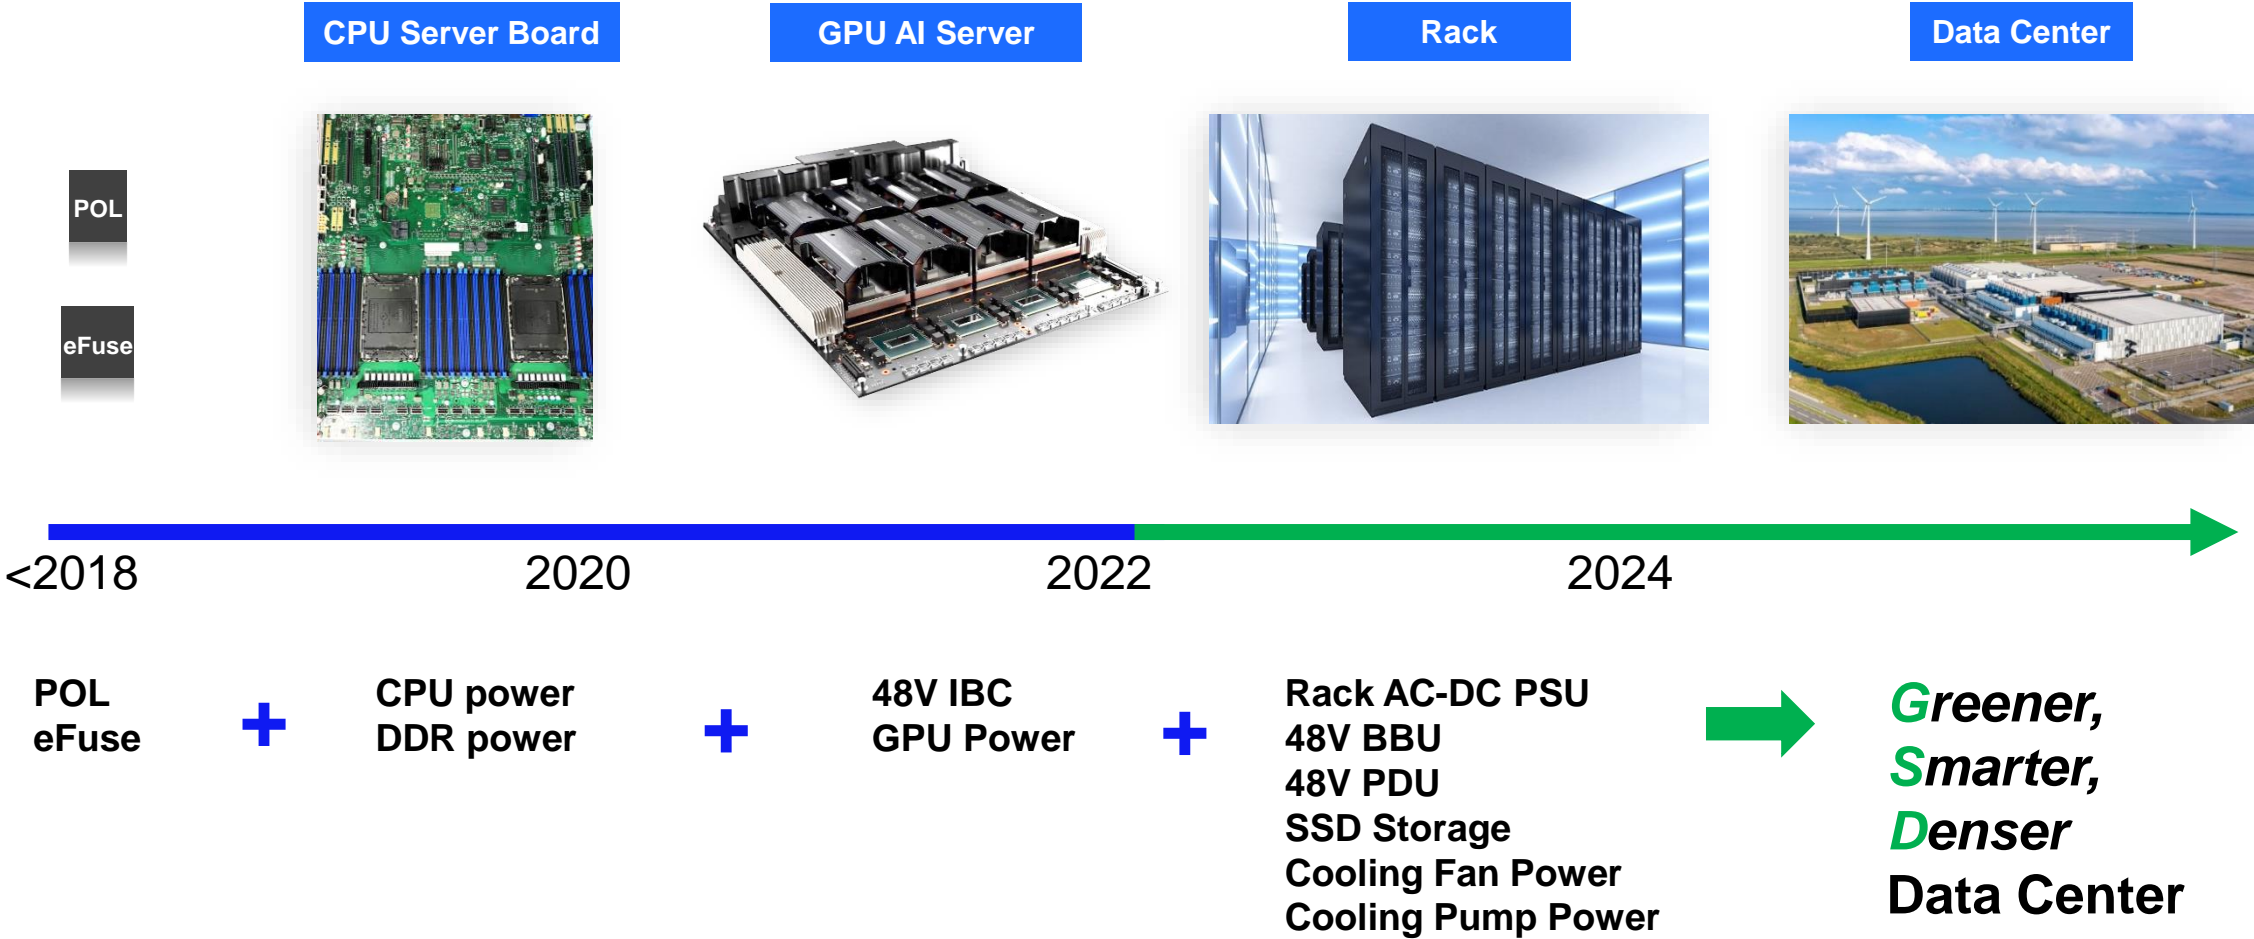 CPU Server Board
GPU AI Server
Rack
Data Center
POL
eFuse
<2018
2020
2022
2024
POL
eFuse
+
CPU power
DDR power
+
48V IBC
GPU Power
+
Rack AC-DC PSU
48V BBU
48V PDU
SSD Storage
Cooling Fan Power
Cooling Pump Power
Greener,
Smarter,
Denser
Data Center